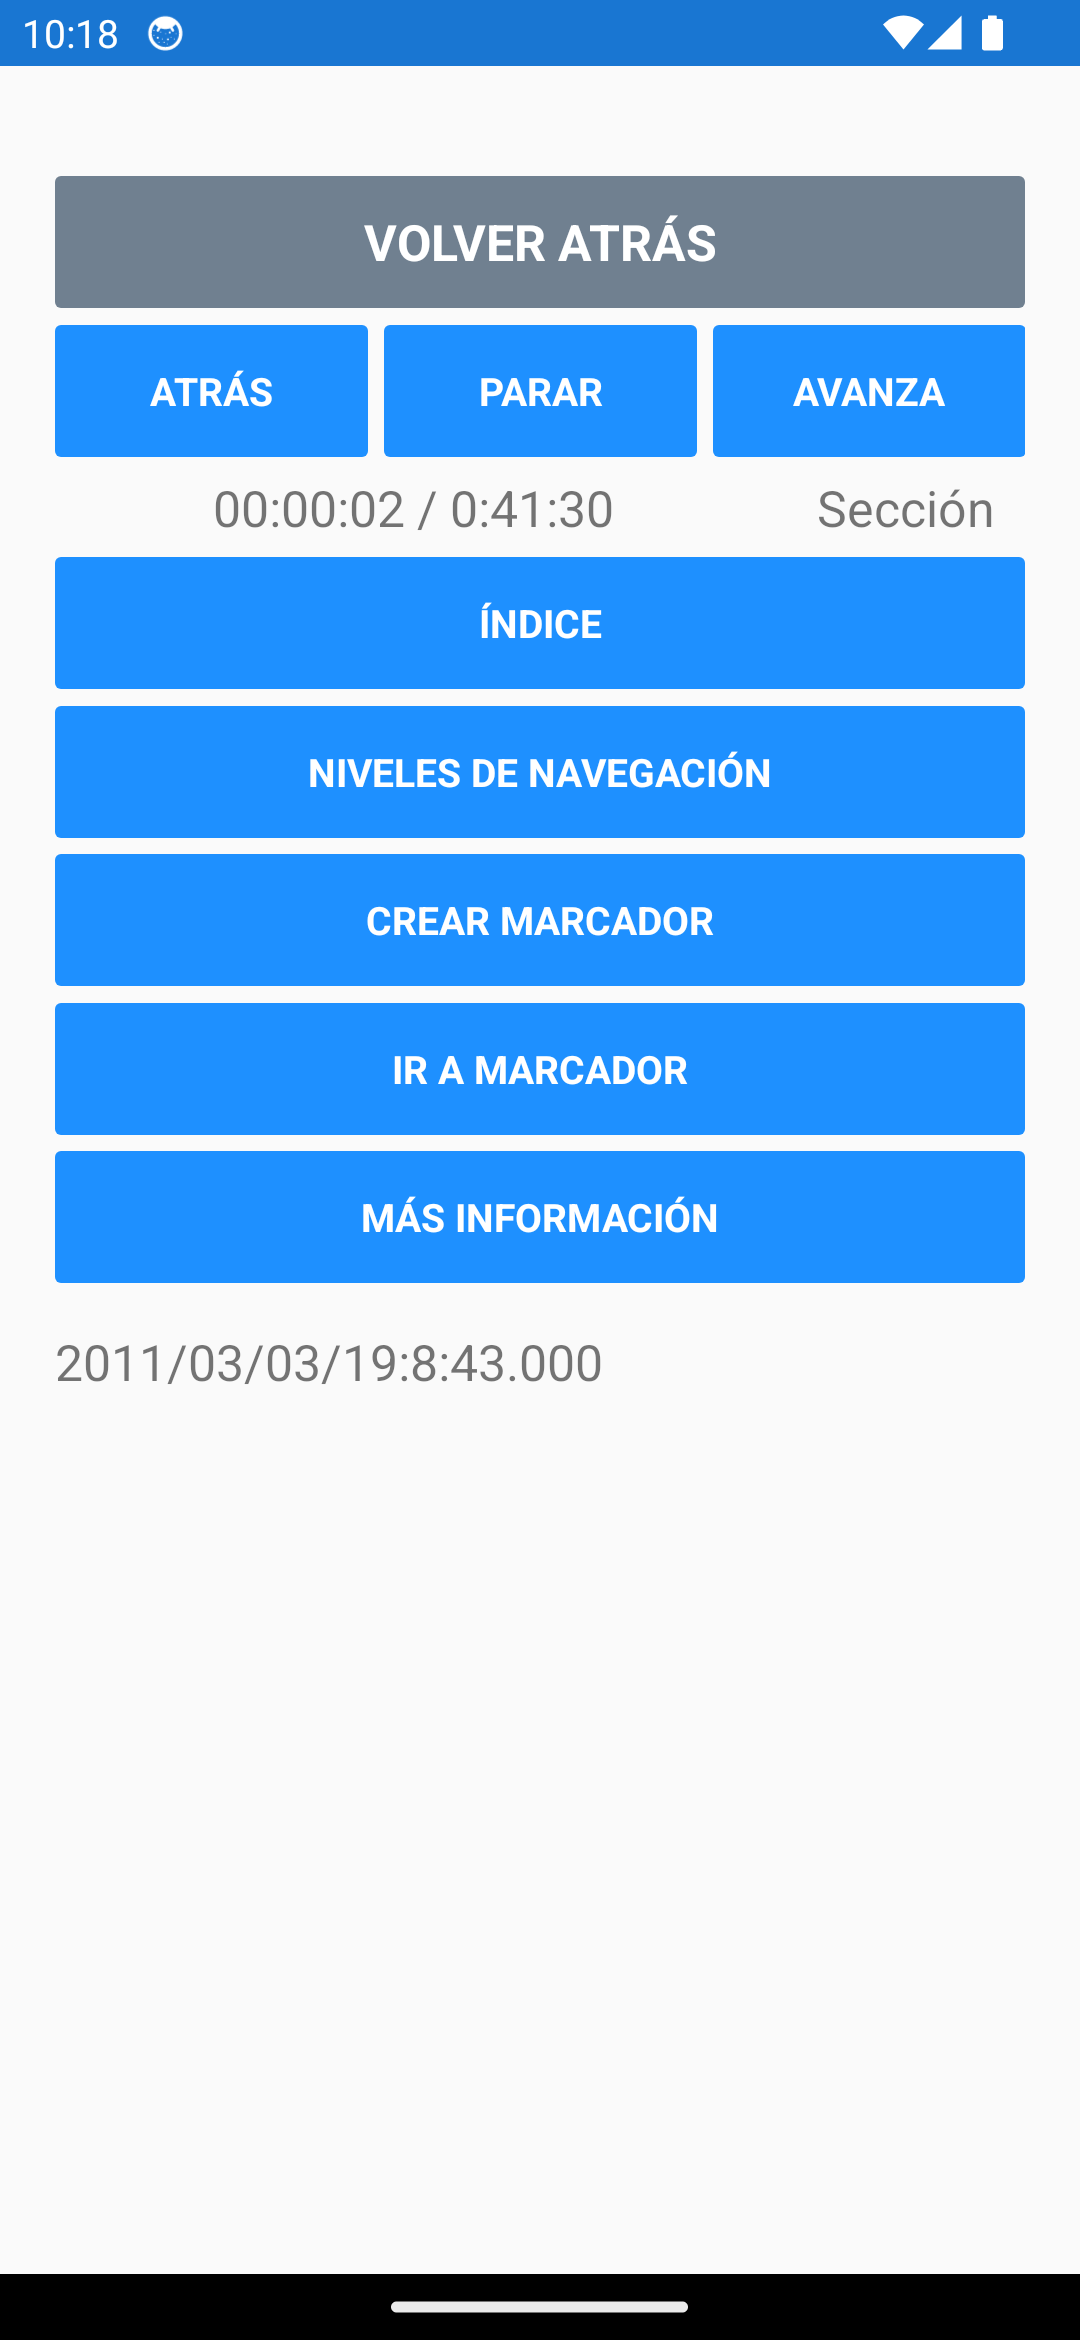 10:18
VOLVER ATRÁS
ATRÁS PARAR AVANZA
00:00:02 / 0:41:30 Sección
ÍNDICE
NIVELES DE NAVEGACIÓN
CREAR MARCADOR
IR A MARCADOR
MÁS INFORMACIÓN
2011/03/03/19:8:43.000